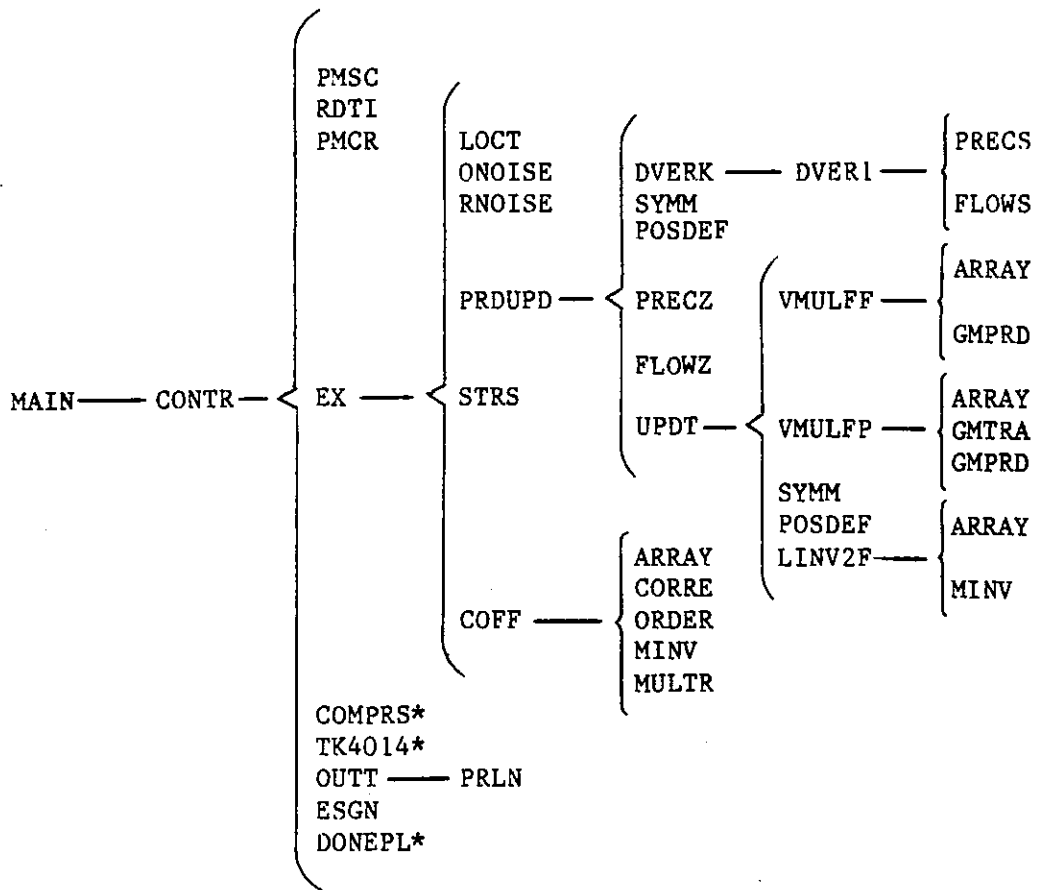 PMSC
RDTI
PMCR
LOCT
ONOISE
RNOISE
DVERK
DVER1
PRECS
SYMM
FLOWS
POSDEF
ARRAY
PRDUPD
PRECZ
VMULFF
GMPRD
FLOWZ
MAIN
CONTR
EX
STRS
ARRAY
UPDT
VMULFP
GMTRA
GMPRD
SYMM
POSDEF
ARRAY
LINV2F
ARRAY
CORRE
MINV
COFF
ORDER
MINV
MULTR
COMPRS*
TK4014*
OUTT
PRLN
ESGN
DONEPL*